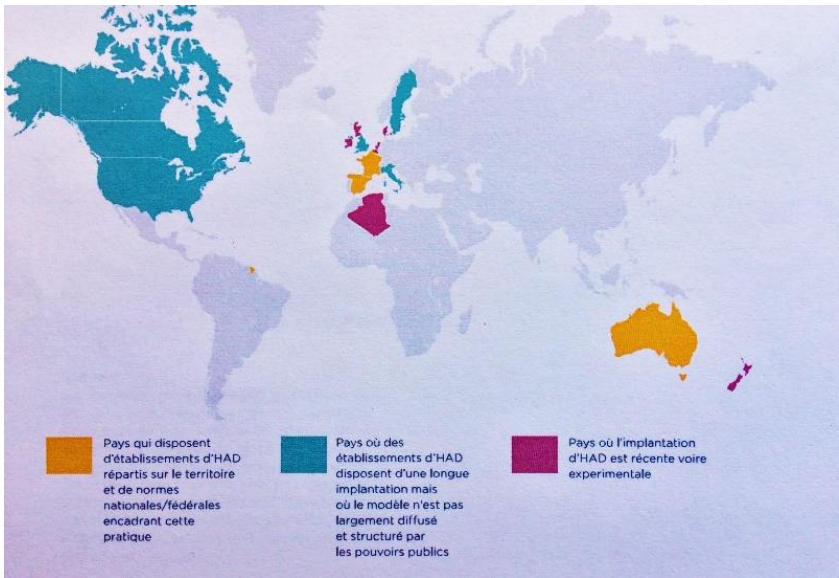 Pays qui disposent
d'établissements d'HAD
répartis sur le territoire
et de normes
nationales/fédérales
encadrant cette
pratique
Pays où des
établissements d'HAD
disposent d'une longue
implantation mais
où le modèle n'est pas
largement diffusé
et structuré par
les pouvoirs publics
Pays où l'implantation
d'HAD est récente voire
experimentale